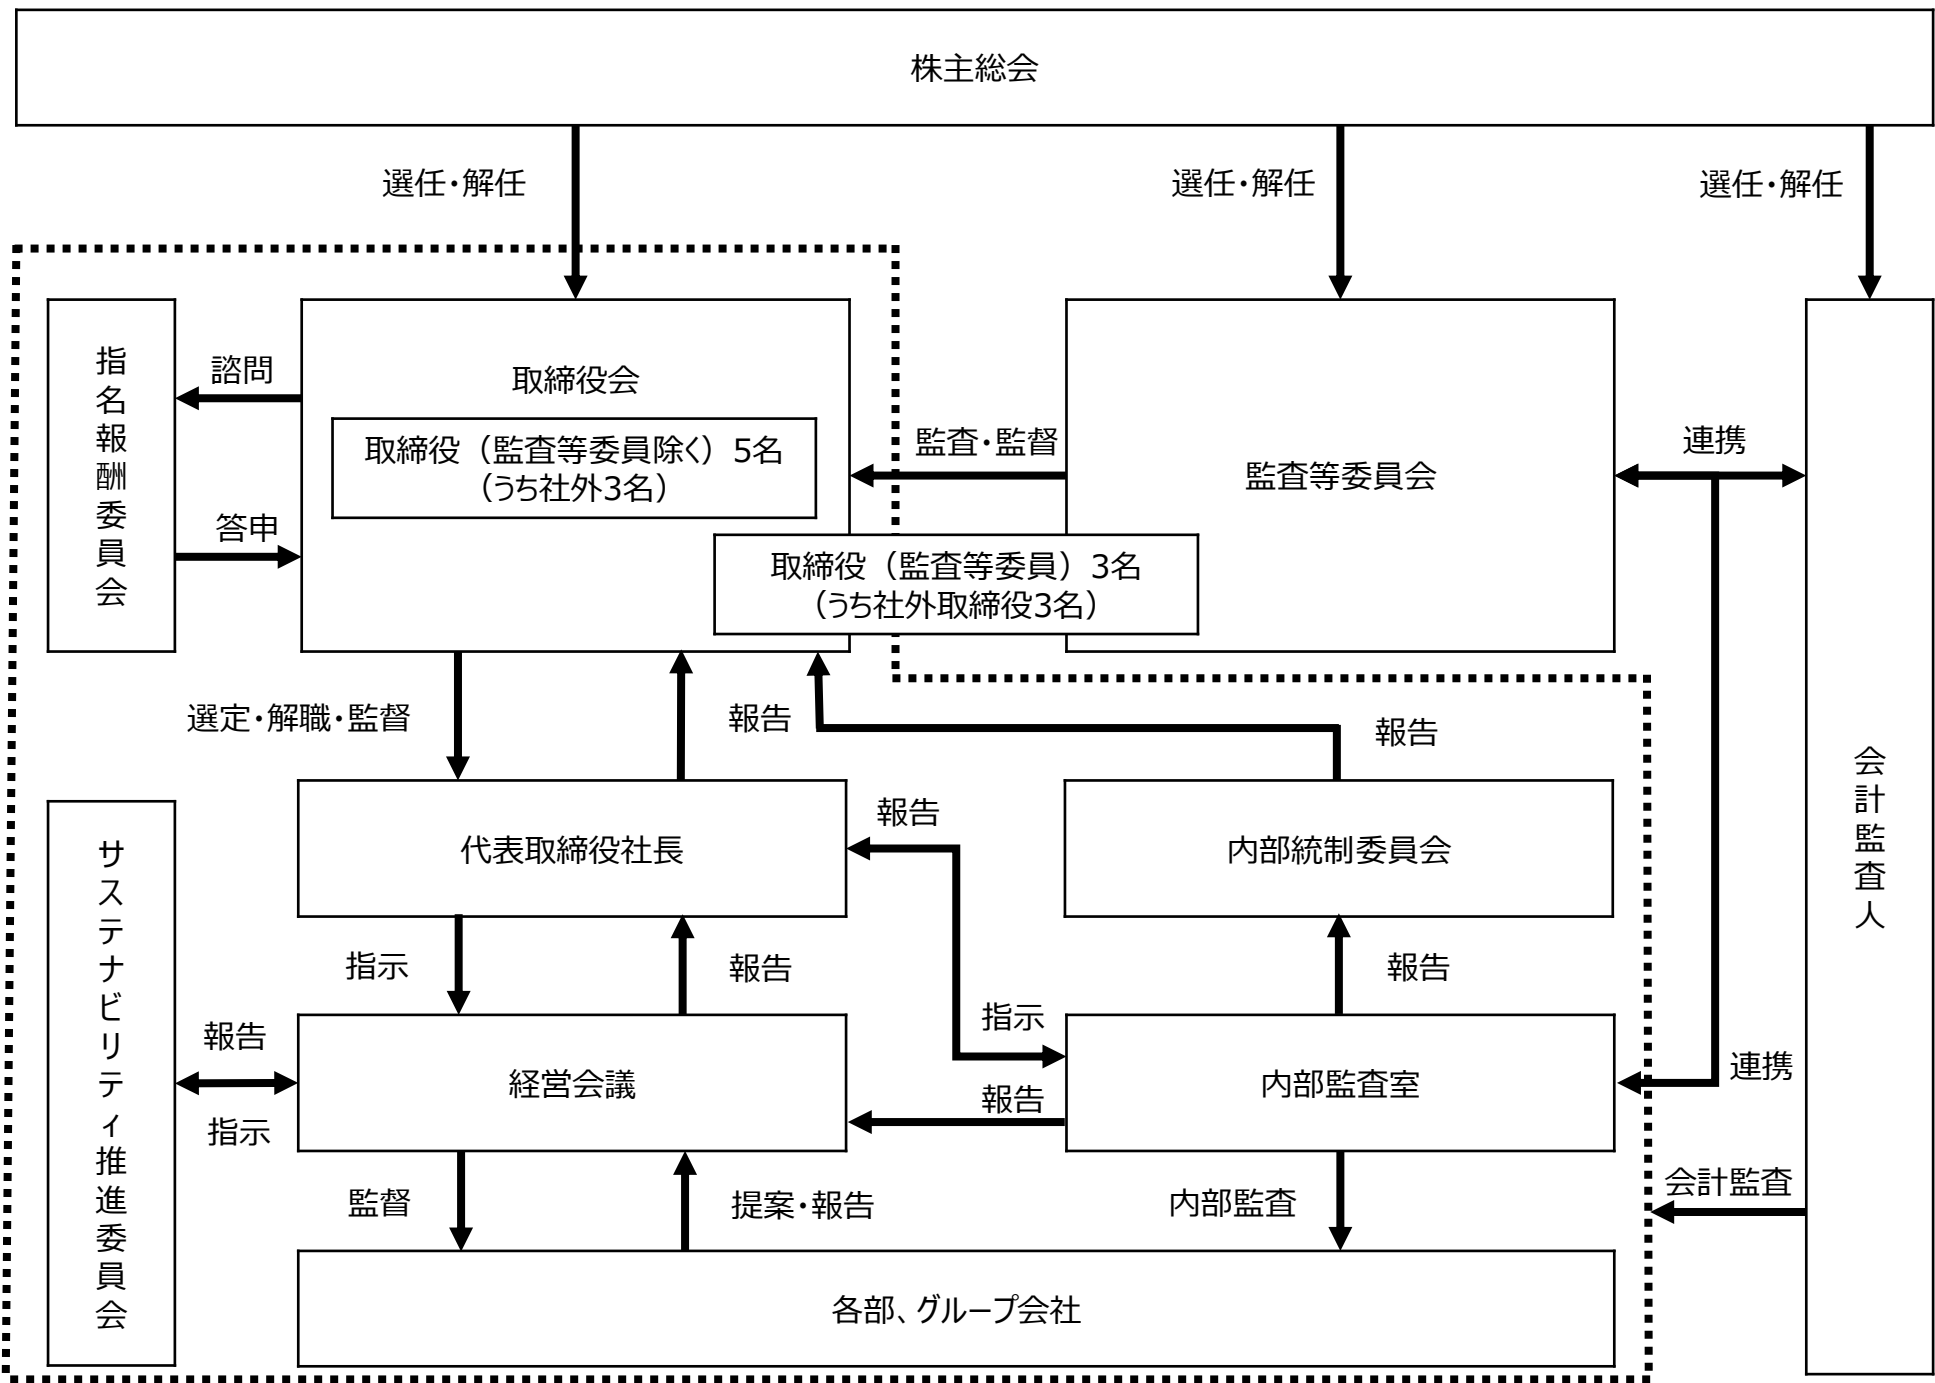 株主総会
選任・解任
選任・解任
選任・解任
指名報酬委員会
諮問
答申
取締役会
取締役（監査等委員除く）5名
（うち社外3名）
監査・監督
監査等委員会
連携
取締役（監査等委員）3名
（うち社外取締役3名）
会計監査人
選定・解職・監督
報告
報告
代表取締役社長
報告
内部統制委員会
サステナビリティ推進委員会
指示
報告
指示
報告
報告
指示
経営会議
報告
内部監査室
連携
監督
提案・報告
内部監査
会計監査
各部、グループ会社